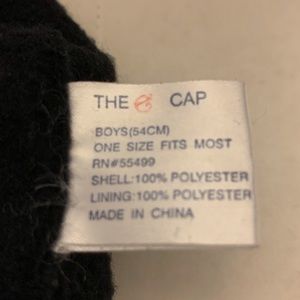 THE CAP
BOYS(54CM)
ONE SIZE FITS MOST
RN#55499
SHELL:100% POLYESTER
LINING:100% POLYESTER
MADE IN CHINA